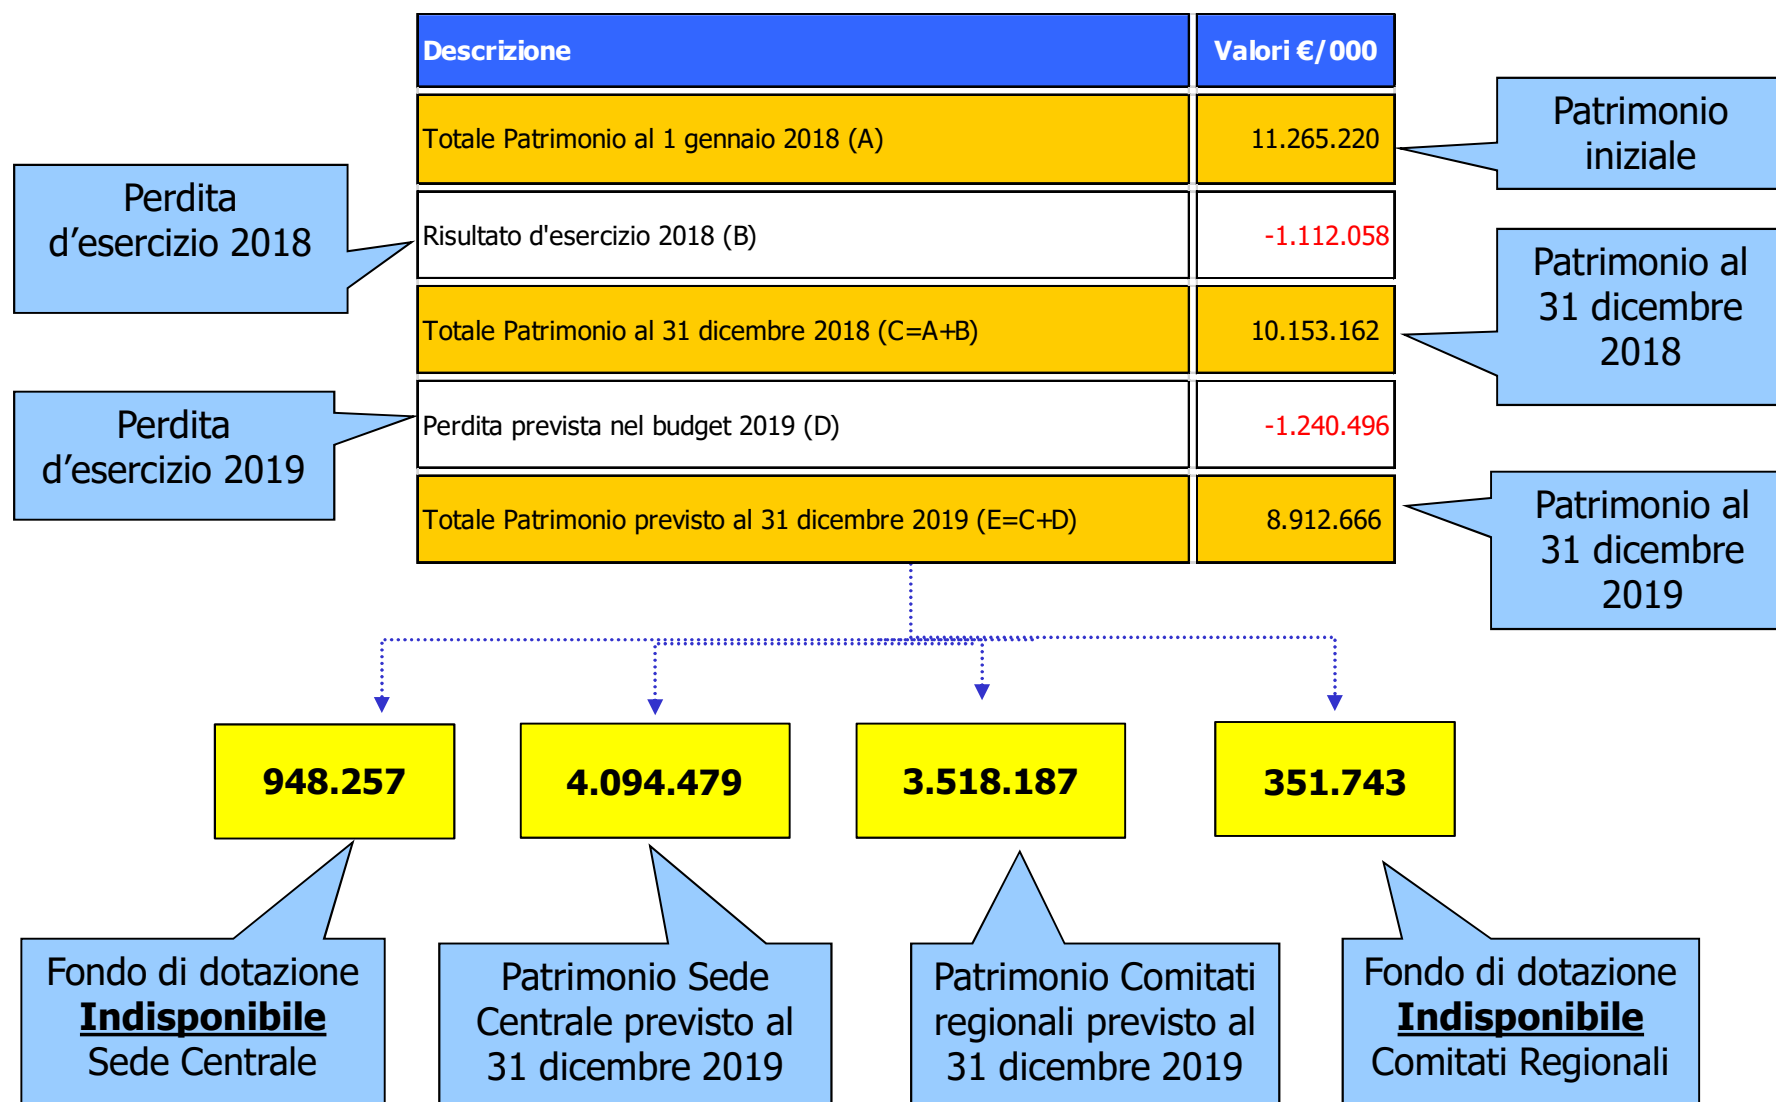 Descrizione
Valori €/000
Totale Patrimonio al 1 gennaio 2018 (A)
11.265.220
Patrimonio
iniziale
Perdita
d’esercizio 2018
Risultato d'esercizio 2018 (B)
-1.112.058
Totale Patrimonio al 31 dicembre 2018 (C=A+B)
10.153.162
Patrimonio al
31 dicembre
2018
Perdita
d’esercizio 2019
Perdita prevista nel budget 2019 (D)
-1.240.496
Totale Patrimonio previsto al 31 dicembre 2019 (E=C+D)
8.912.666
Patrimonio al
31 dicembre
2019
948.257
4.094.479
3.518.187
351.743
Fondo di dotazione
Indisponibile
Sede Centrale
Patrimonio Sede
Centrale previsto al
31 dicembre 2019
Patrimonio Comitati
regionali previsto al
31 dicembre 2019
Fondo di dotazione
Indisponibile
Comitati Regionali